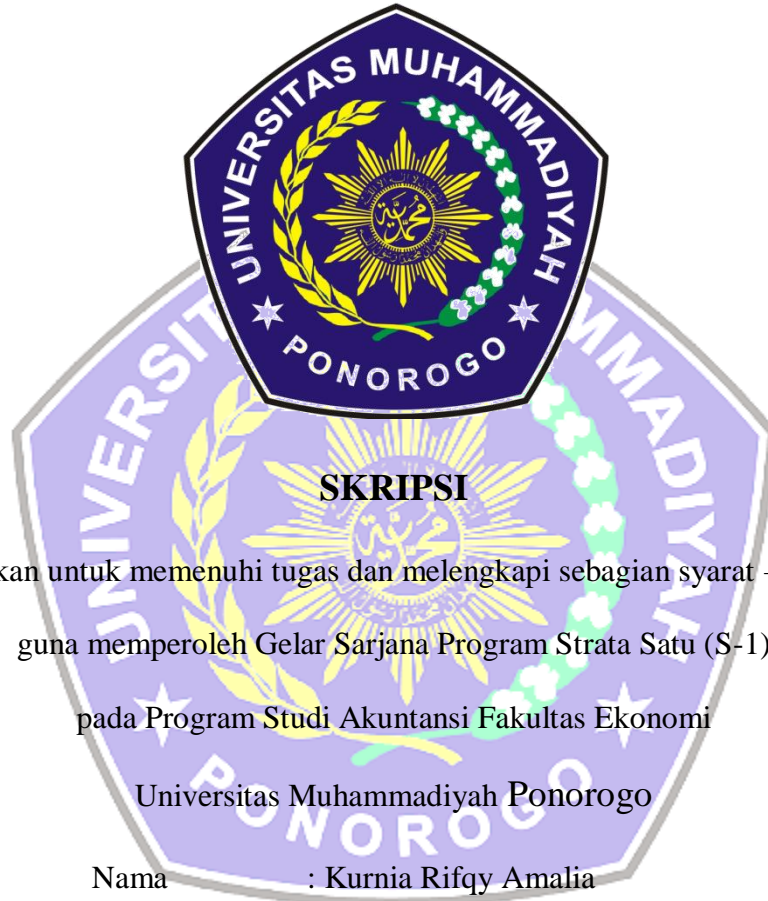 UNIVERSITAS MUHAMMADIYAH
PONOROGO
SKRIPSI
kan untuk memenuhi tugas dan melengkapi sebagian syarat –
guna memperoleh Gelar Sarjana Program Strata Satu (S-1)
pada Program Studi Akuntansi Fakultas Ekonomi
Universitas Muhammadiyah Ponorogo
Nama : Kurnia Rifqy Amalia